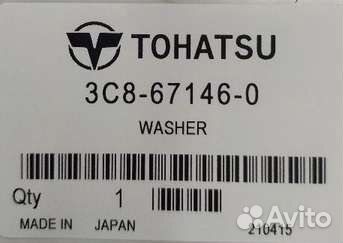 TOHATSU
3C8-67146-0
WASHER
Qty 1
MADE IN JAPAN 210415
Avito